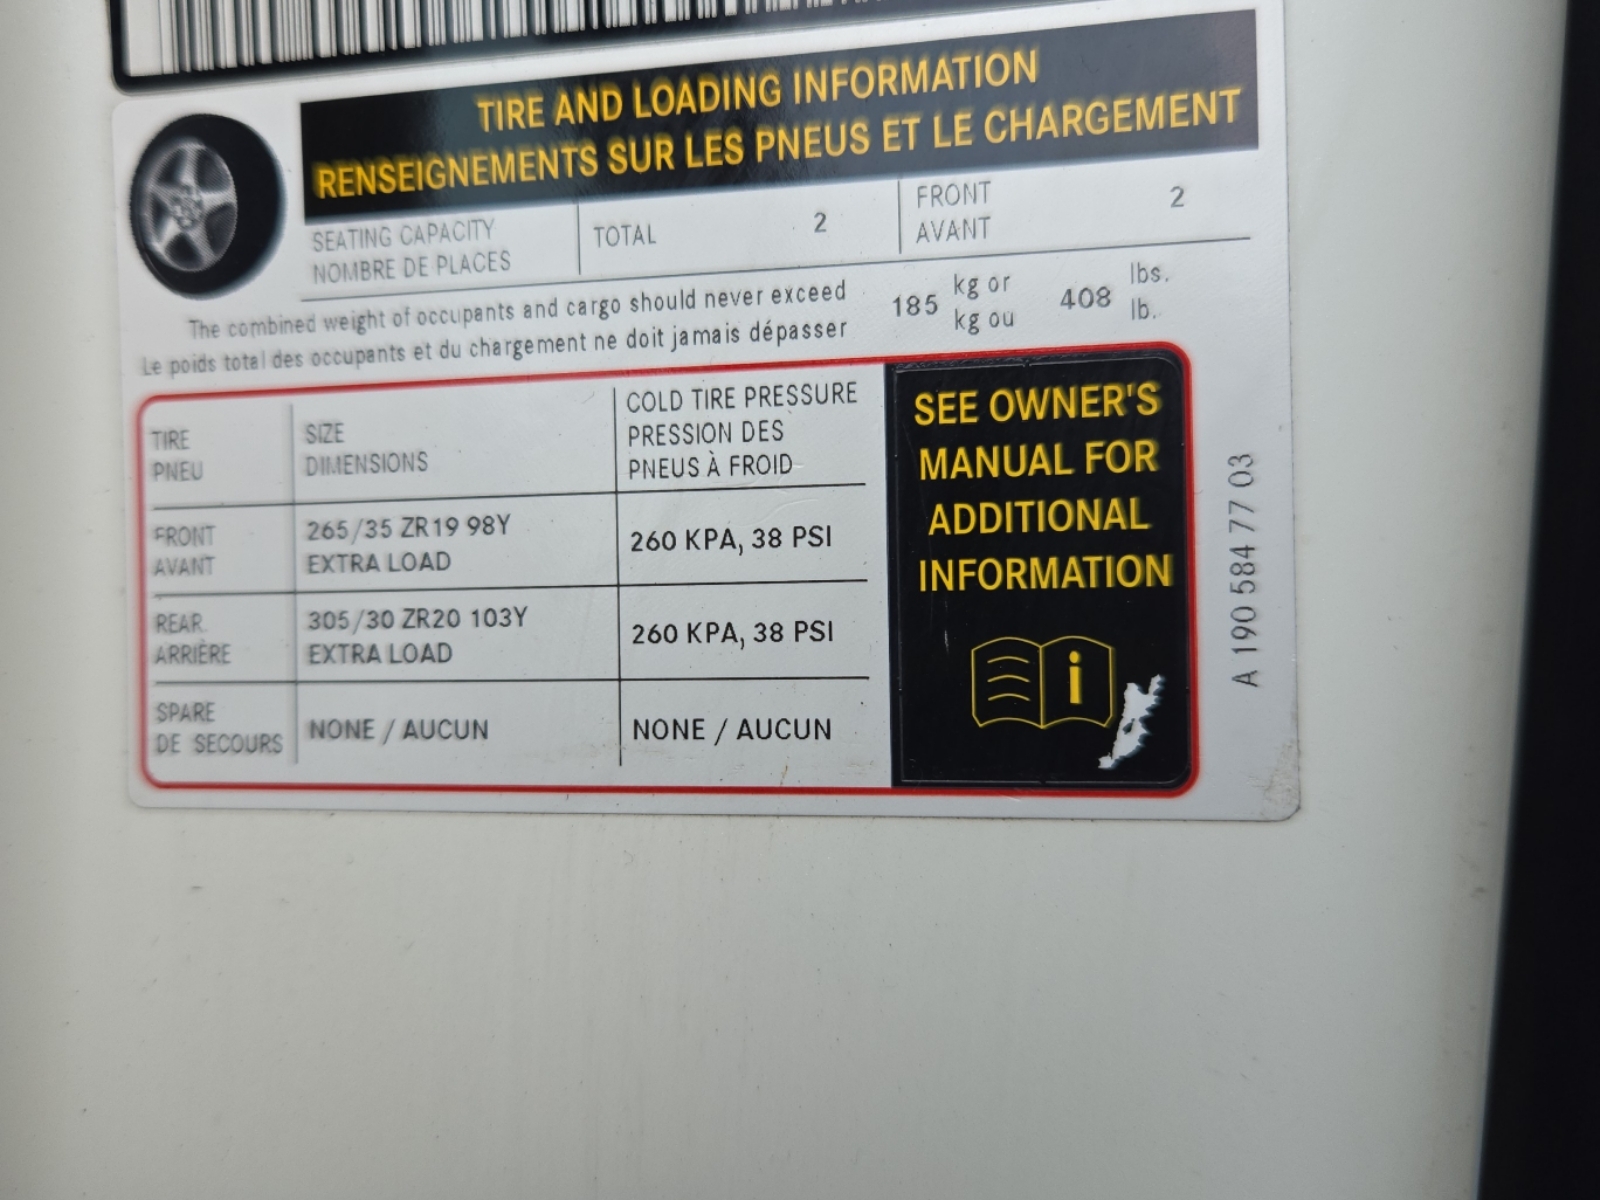 TIRE AND LOADING INFORMATION
RENSEIGNEMENTS SUR LES PNEUS ET LE CHARGEMENT
SEATING CAPACITY
NOMBRE DE PLACES
TOTAL 2
FRONT
AVANT
2
The combined weight of occupants and cargo should never exceed
Le poids total des occupants et du chargement ne doit jamais dépasser
185 kg or
kg ou
408 lbs.
lb.
TIRE
PNEU
SIZE
DIMENSIONS
COLD TIRE PRESSURE
PRESSION DES
PNEUS À FROID
FRONT
AVANT
265/35 ZR19 98Y
EXTRA LOAD
260 KPA, 38 PSI
REAR
ARRIÈRE
305/30 ZR20 103Y
EXTRA LOAD
260 KPA, 38 PSI
SPARE
DE SECOURS
NONE / AUCUN
NONE / AUCUN
SEE OWNER'S
MANUAL FOR
ADDITIONAL
INFORMATION
A 190 584 77 03